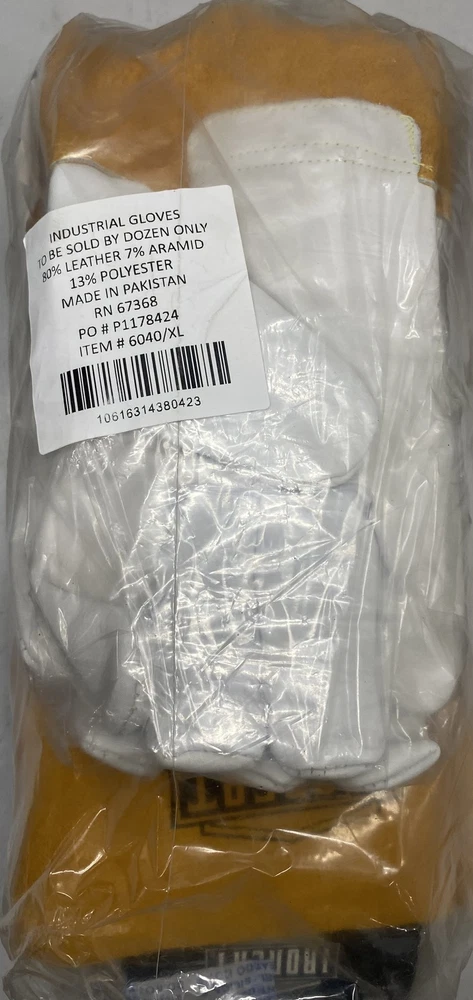 INDUSTRIAL GLOVES
TO BE SOLD BY DOZEN ONLY
80% LEATHER 7% ARAMID
13% POLYESTER
MADE IN PAKISTAN
RN 67368
PO # P1178424
ITEM # 6040/XL
10616314380423
IRONCAT